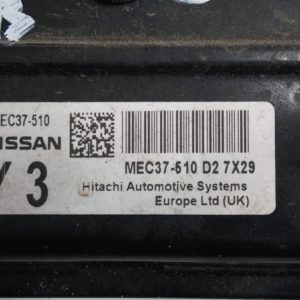 MEC37-510
NISSAN
Y 3
MEC37-510 D2 7X29
Hitachi Automotive Systems
Europe Ltd (UK)